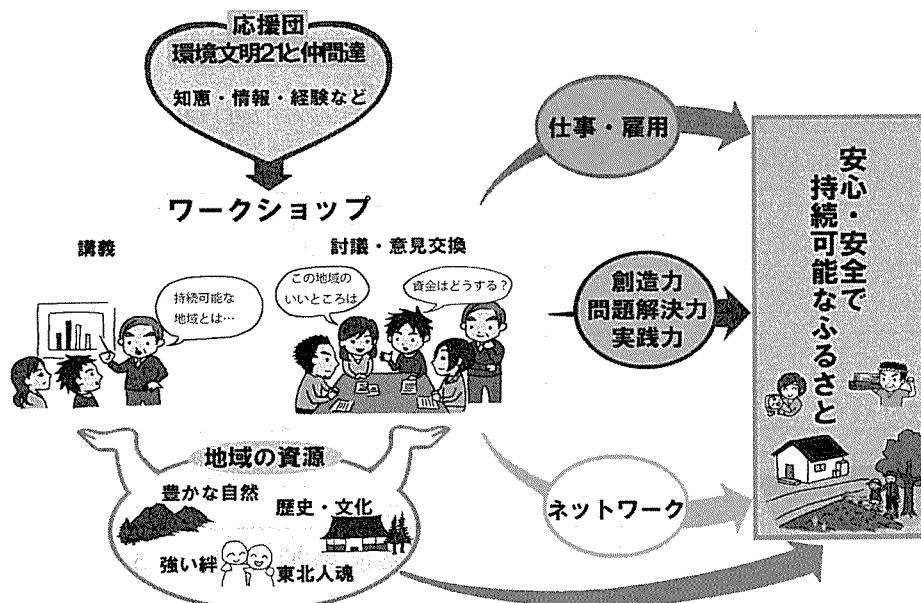 応援団
環境文明21と仲間達
知恵・情報・経験など
ワークショップ
講義
討議・意見交換
持続可能な
地域とは…
この地域の
いいところは
資金はどうする？
地域の資源
豊かな自然
歴史・文化
強い絆
東北人魂
仕事・雇用
創造力
問題解決力
実践力
ネットワーク
安心・安全で
持続可能なふるさと